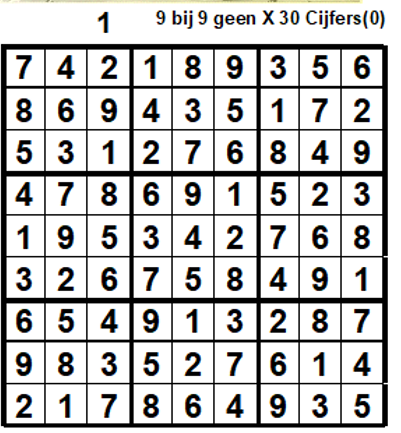 1 9 bij 9 geen X 30 Cijfers(0)
7 4 2 1 8 9 3 5 6
8 6 9 4 3 5 1 7 2
5 3 1 2 7 6 8 4 9
4 7 8 6 9 1 5 2 3
1 9 5 3 4 2 7 6 8
3 2 6 7 5 8 4 9 1
6 5 4 9 1 3 2 8 7
9 8 3 5 2 7 6 1 4
2 1 7 8 6 4 9 3 5